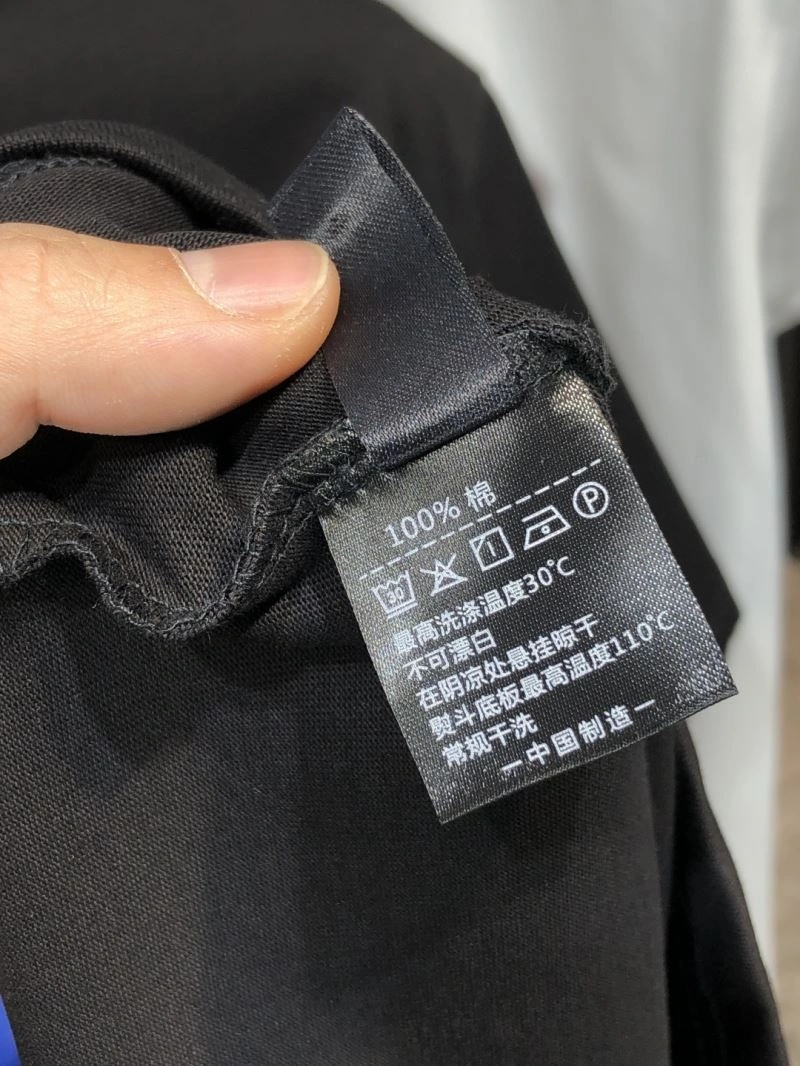 100% 棉
30 P
最高洗涤温度30℃
不可漂白
在阴凉处悬挂晾干
熨斗底板最高温度110℃
常规干洗
一中国制造一